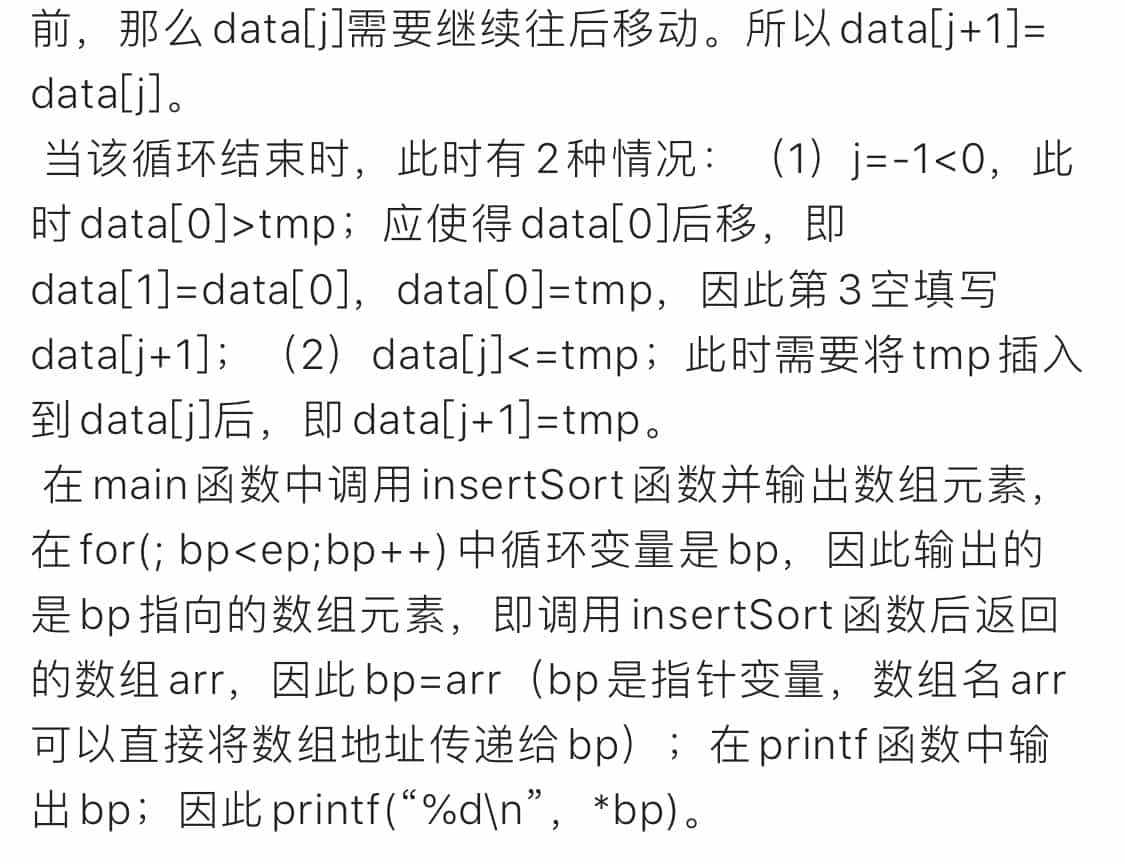 前，那么data[j]需要继续往后移动。所以data[j+1]=
data[j]。
当该循环结束时，此时有2种情况：（1）j=-1<0，此
时data[0]>tmp；应使得data[0]后移，即
data[1]=data[0]，data[0]=tmp，因此第3空填写
data[j+1]；（2）data[j]<=tmp；此时需要将tmp插入
到data[j]后，即data[j+1]=tmp。
在main函数中调用insertSort函数并输出数组元素，
在for(; bp<ep;bp++)中循环变量是bp，因此输出的
是bp指向的数组元素，即调用insertSort函数后返回
的数组arr，因此bp=arr（bp是指针变量，数组名arr
可以直接将数组地址传递给bp）；在printf函数中输
出bp；因此printf(“%d\n”，*bp)。